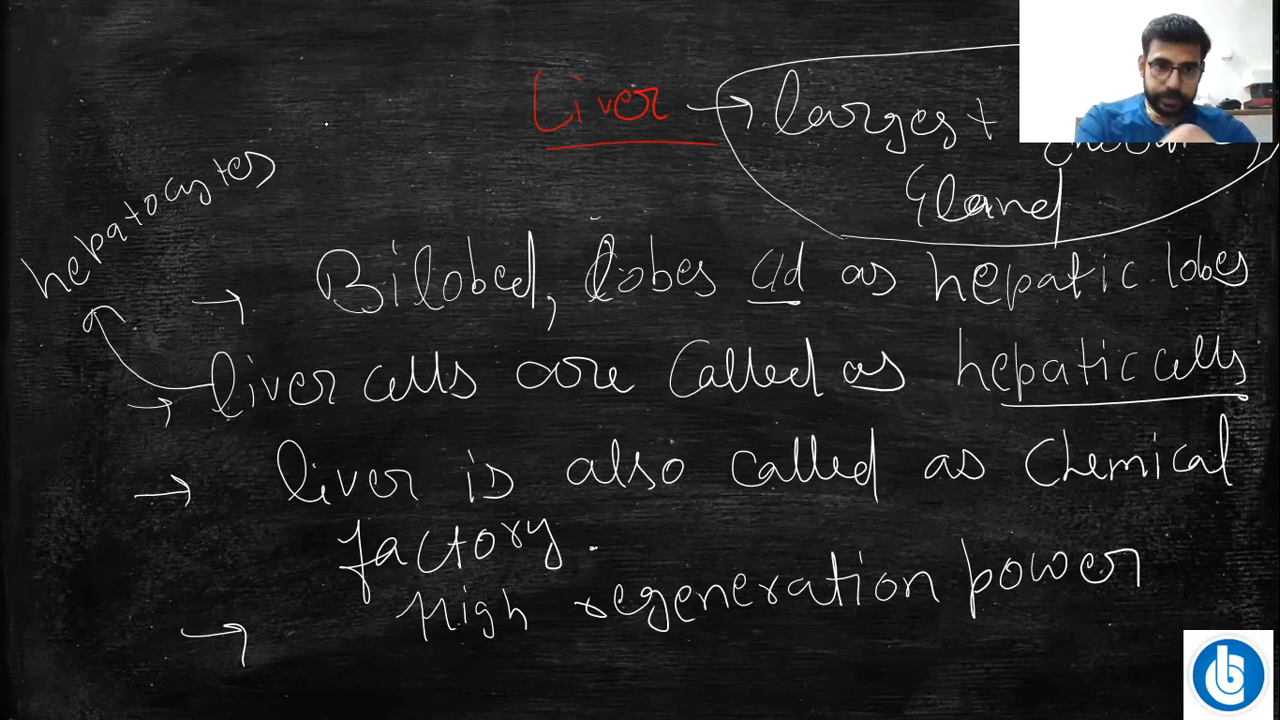 Liver → largest
Gland
hepatocytes
→ Bilobed, Lobes as hepatic lobes
→ liver cells are called as hepatic cells
→ liver is also called as Chemical
factory.
→ High regeneration power